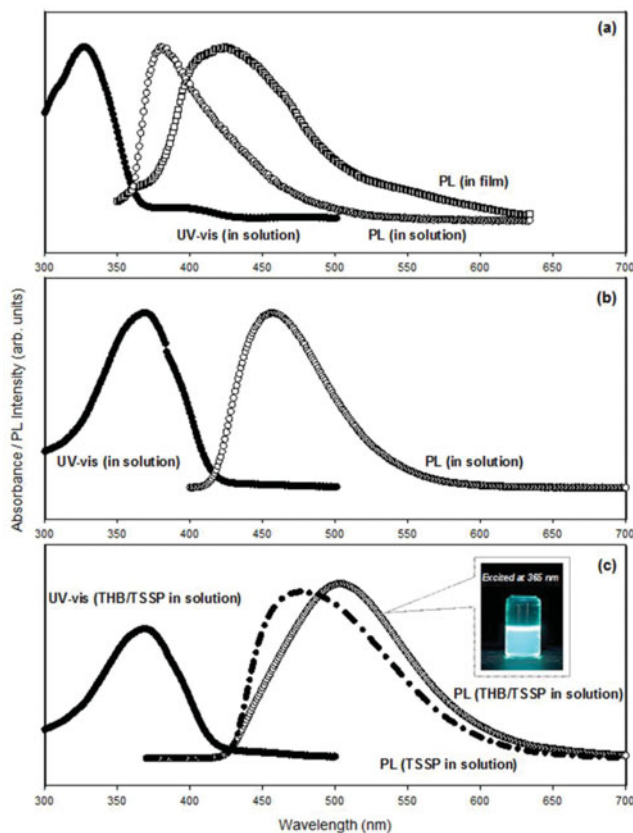 (a)
PL (in film)
UV-vis (in solution)
PL (in solution)
300 350 400 450 500 550 600 650 700
(b)
UV-vis (in solution)
PL (in solution)
300 350 400 450 500 550 600 650 700
(c)
UV-vis (THB/TSSP in solution)
Excited at 365 nm
PL (THB/TSSP in solution)
PL (TSSP in solution)
300 350 400 450 500 550 600 650 700
Absorbance / PL Intensity (arb. units)
Wavelength (nm)